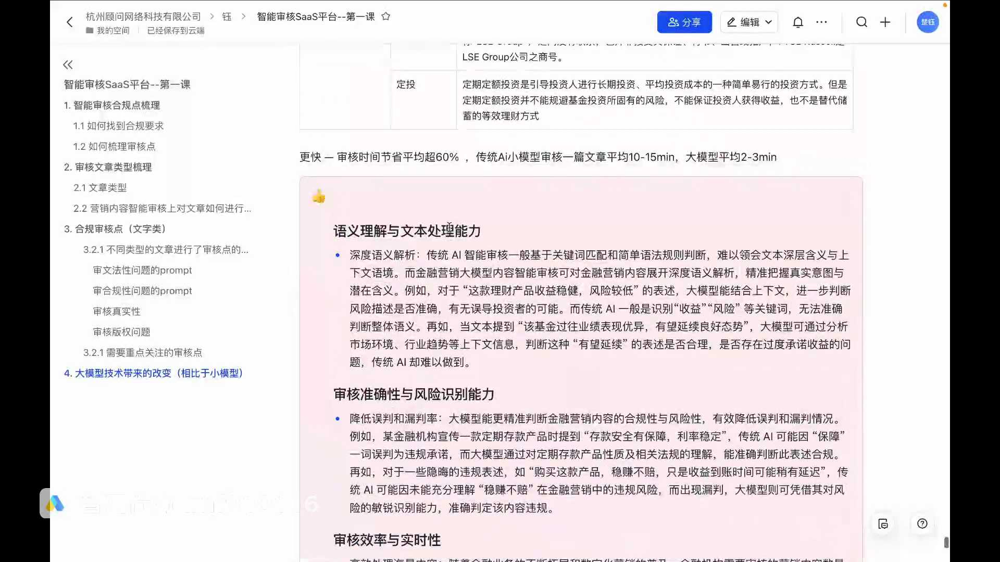 杭州顾问网络科技有限公司 > 钰 > 智能审核SaaS平台--第一课
我的空间 | 已经保存到云端
分享
编辑
楚钰
智能审核SaaS平台--第一课
1. 智能审核合规点梳理
1.1 如何找到合规要求
1.2 如何梳理审核点
2. 审核文章类型梳理
2.1 文章类型
2.2 营销内容智能审核上对文章如何进行...
3. 合规审核点（文字类）
3.2.1 不同类型的文章进行了审核点的...
审文法性问题的prompt
审合规性问题的prompt
审核真实性
审核版权问题
3.2.1 需要重点关注的审核点
4. 大模型技术带来的改变（相比于小模型）
LSE Group公司之商号。
定投
定期定额投资是引导投资人进行长期投资、平均投资成本的一种简单易行的投资方式。但是
定期定额投资并不能规避基金投资所固有的风险，不能保证投资人获得收益，也不是替代储
蓄的等效理财方式
更快 — 审核时间节省平均超60% ，传统Ai小模型审核一篇文章平均10-15min，大模型平均2-3min
语义理解与文本处理能力
深度语义解析：传统 AI 智能审核一般基于关键词匹配和简单语法规则判断，难以领会文本深层含义与上
下文语境。而金融营销大模型内容智能审核可对金融营销内容展开深度语义解析，精准把握真实意图与
潜在含义。例如，对于 “这款理财产品收益稳健，风险较低” 的表述，大模型能结合上下文，进一步判断
风险描述是否准确，有无误导投资者的可能。而传统 AI 一般是识别“收益”“风险” 等关键词，无法准确
判断整体语义。再如，当文本提到 “该基金过往业绩表现优异，有望延续良好态势”，大模型可通过分析
市场环境、行业趋势等上下文信息，判断这种 “有望延续” 的表述是否合理，是否存在过度承诺收益的问
题，传统 AI 却难以做到。
审核准确性与风险识别能力
降低误判和漏判率：大模型能更精准判断金融营销内容的合规性与风险性，有效降低误判和漏判情况。
例如，某金融机构宣传一款定期存款产品时提到 “存款安全有保障，利率稳定”，传统 AI 可能因 “保障”
一词误判为违规承诺，而大模型通过对定期存款产品性质及相关法规的理解，能准确判断此表述合规。
再如，对于一些隐晦的违规表述，如 “购买这款产品，稳赚不赔，只是收益到账时间可能稍有延迟”，传
统 AI 可能因未能充分理解 “稳赚不赔” 在金融营销中的违规风险，而出现漏判，大模型则可凭借其对风
险的敏锐识别能力，准确判定该内容违规。
审核效率与实时性